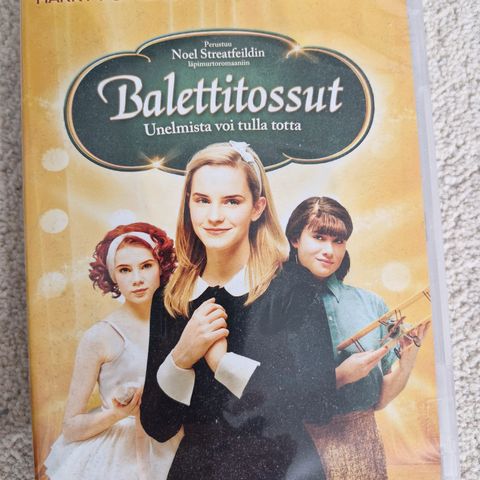 Perustuu
Noel Streatfeildin
läpimurtoromaaniin
Balettitossut
Unelmista voi tulla totta